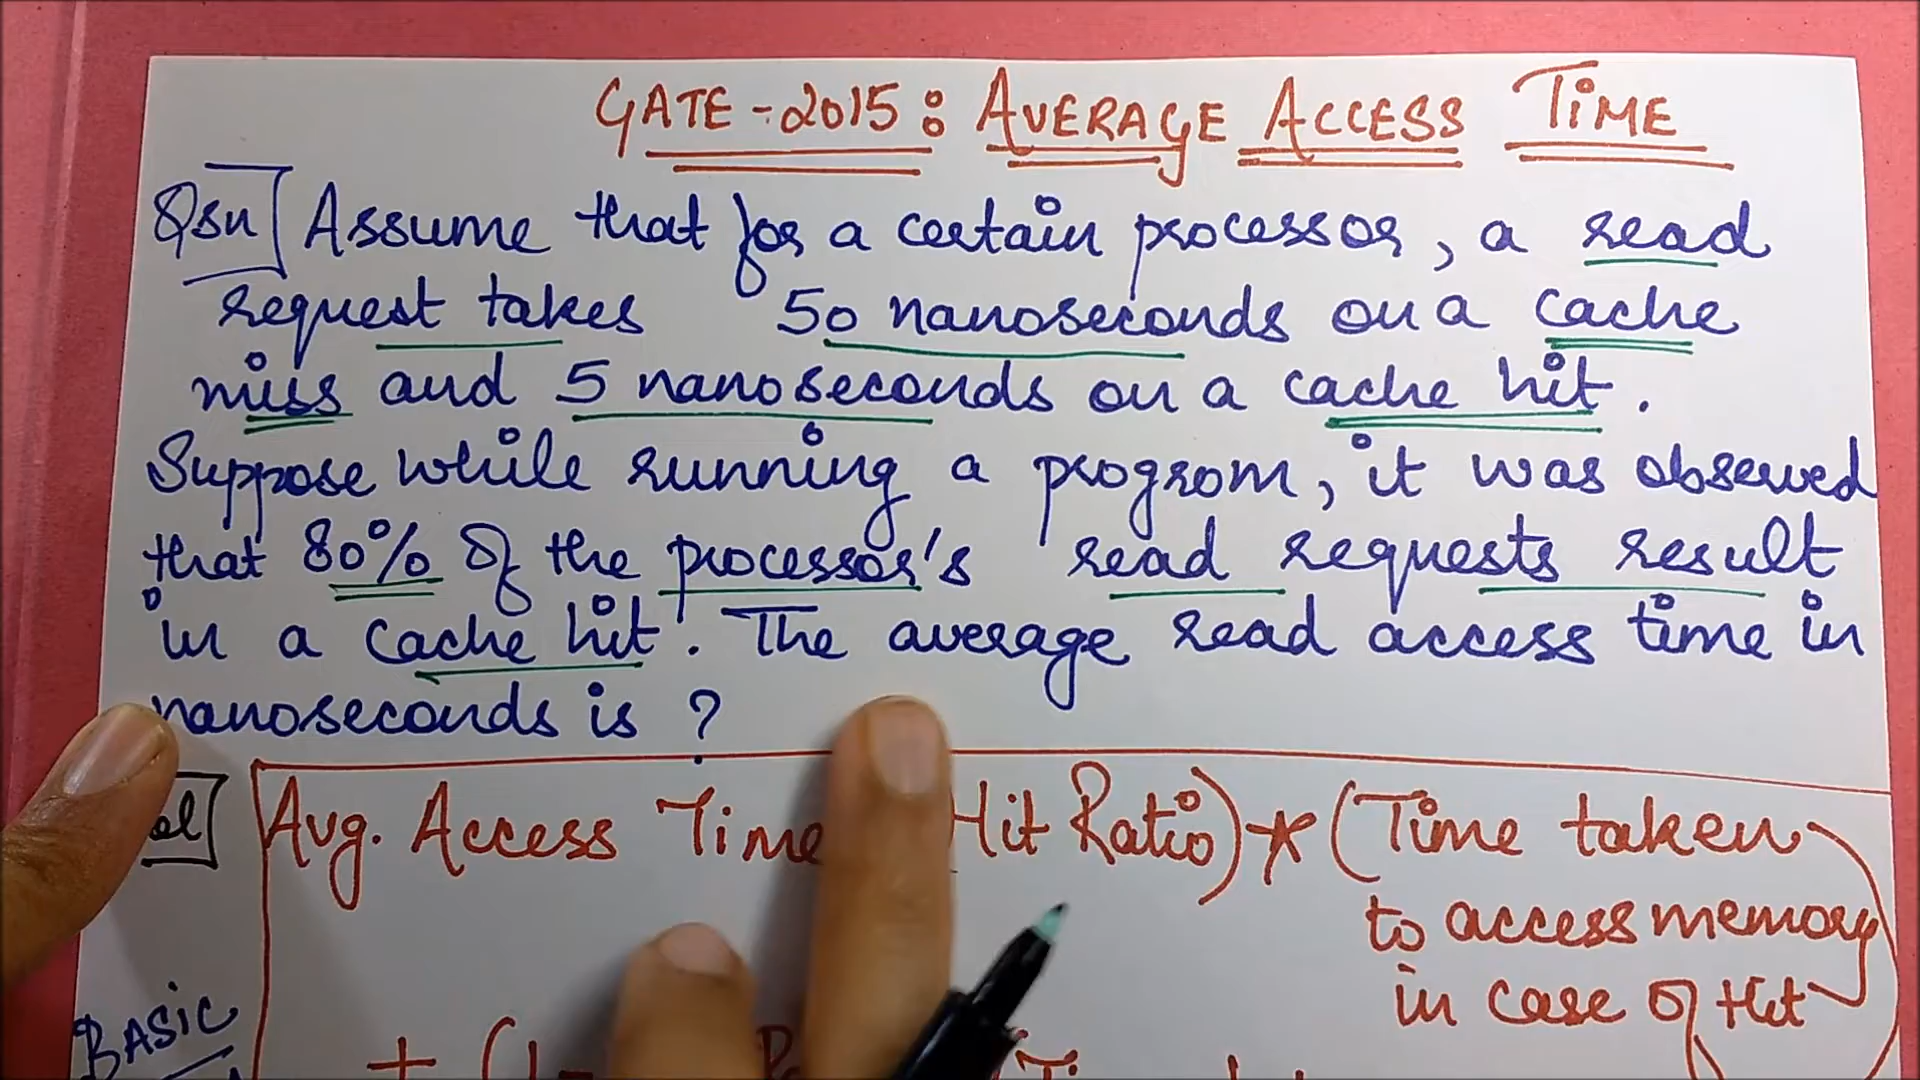 GATE-2015: AVERAGE ACCESS TIME
Qsn] Assume that for a certain processor, a read
request takes 50 nanoseconds on a cache
miss and 5 nanoseconds on a cache hit.
Suppose while running a program, it was observed
that 80% of the processor's read requests result
in a cache hit. The average read access time in
nanoseconds is ?
Avg. Access Time Hit Ratio) * (Time taken
to access memory
in case of Hit
BASIC
+ (1-